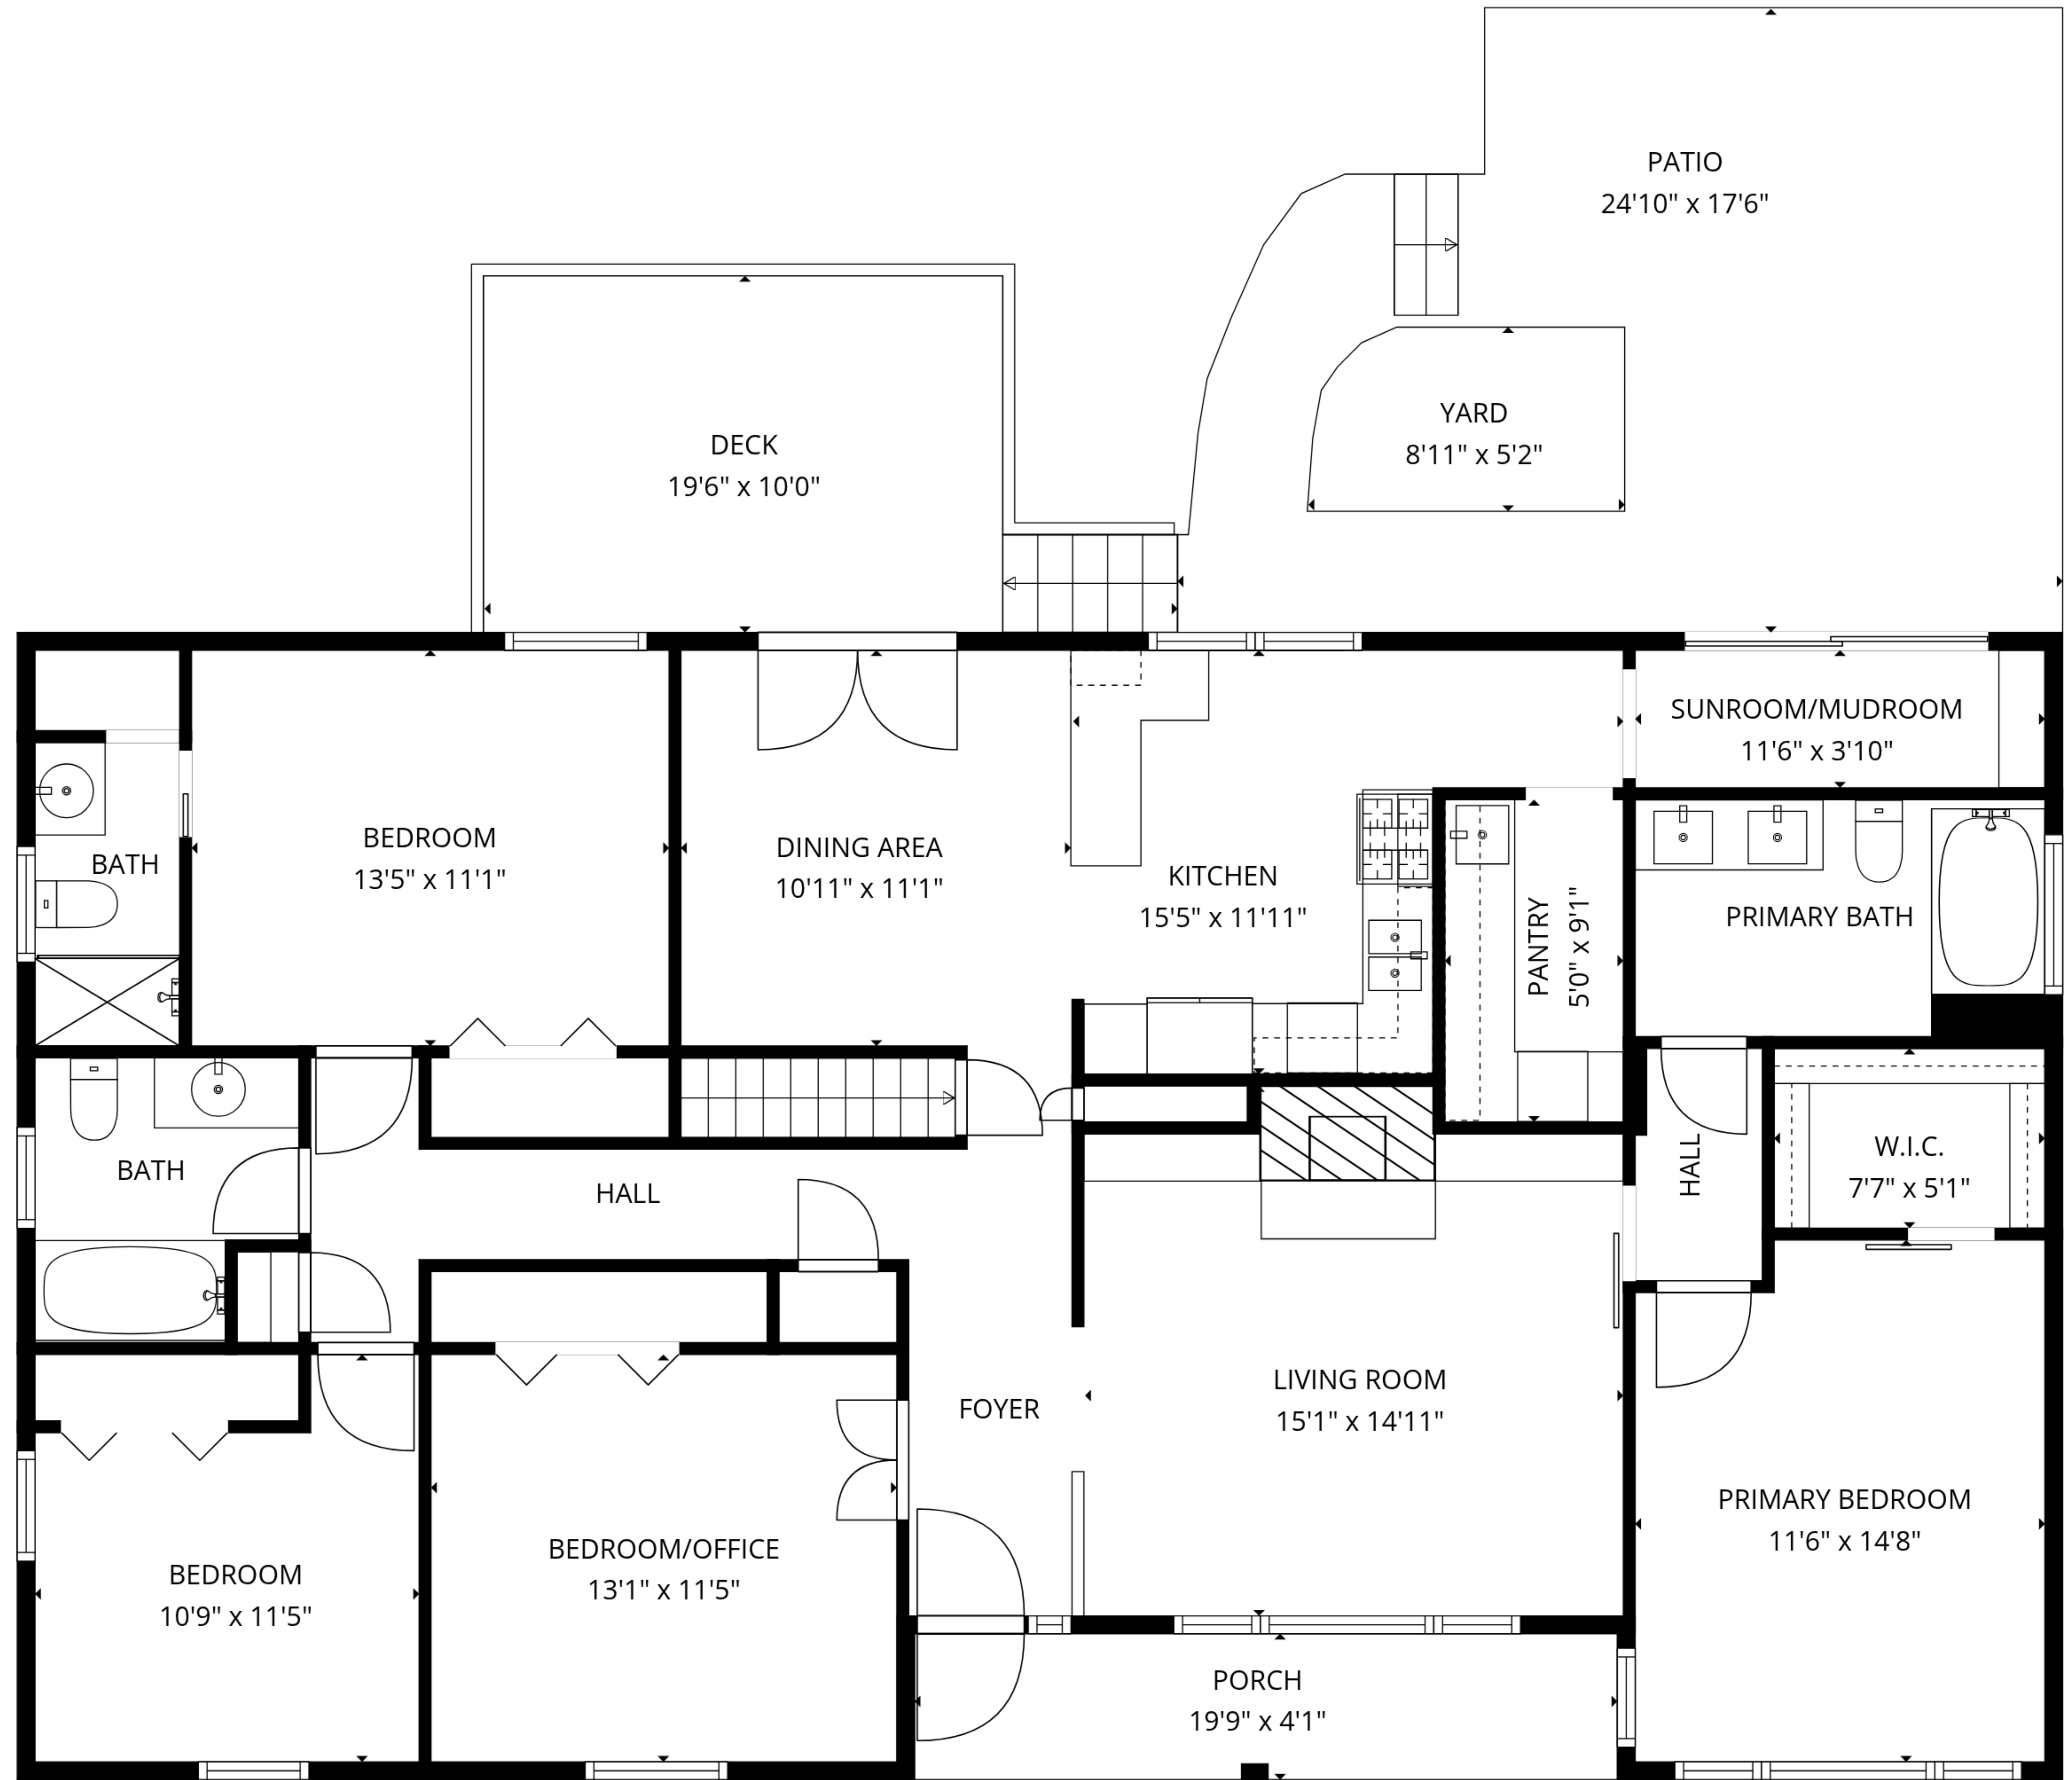 PATIO
24'10" x 17'6"
YARD
8'11" x 5'2"
DECK
19'6" x 10'0"
SUNROOM/MUDROOM
11'6" x 3'10"
BATH
BEDROOM
13'5" x 11'1"
DINING AREA
10'11" x 11'1"
KITCHEN
15'5" x 11'11"
PANTRY
5'0" x 9'1"
PRIMARY BATH
BATH
HALL
HALL
W.I.C.
7'7" x 5'1"
FOYER
LIVING ROOM
15'1" x 14'11"
PRIMARY BEDROOM
11'6" x 14'8"
BEDROOM
10'9" x 11'5"
BEDROOM/OFFICE
13'1" x 11'5"
PORCH
19'9" x 4'1"